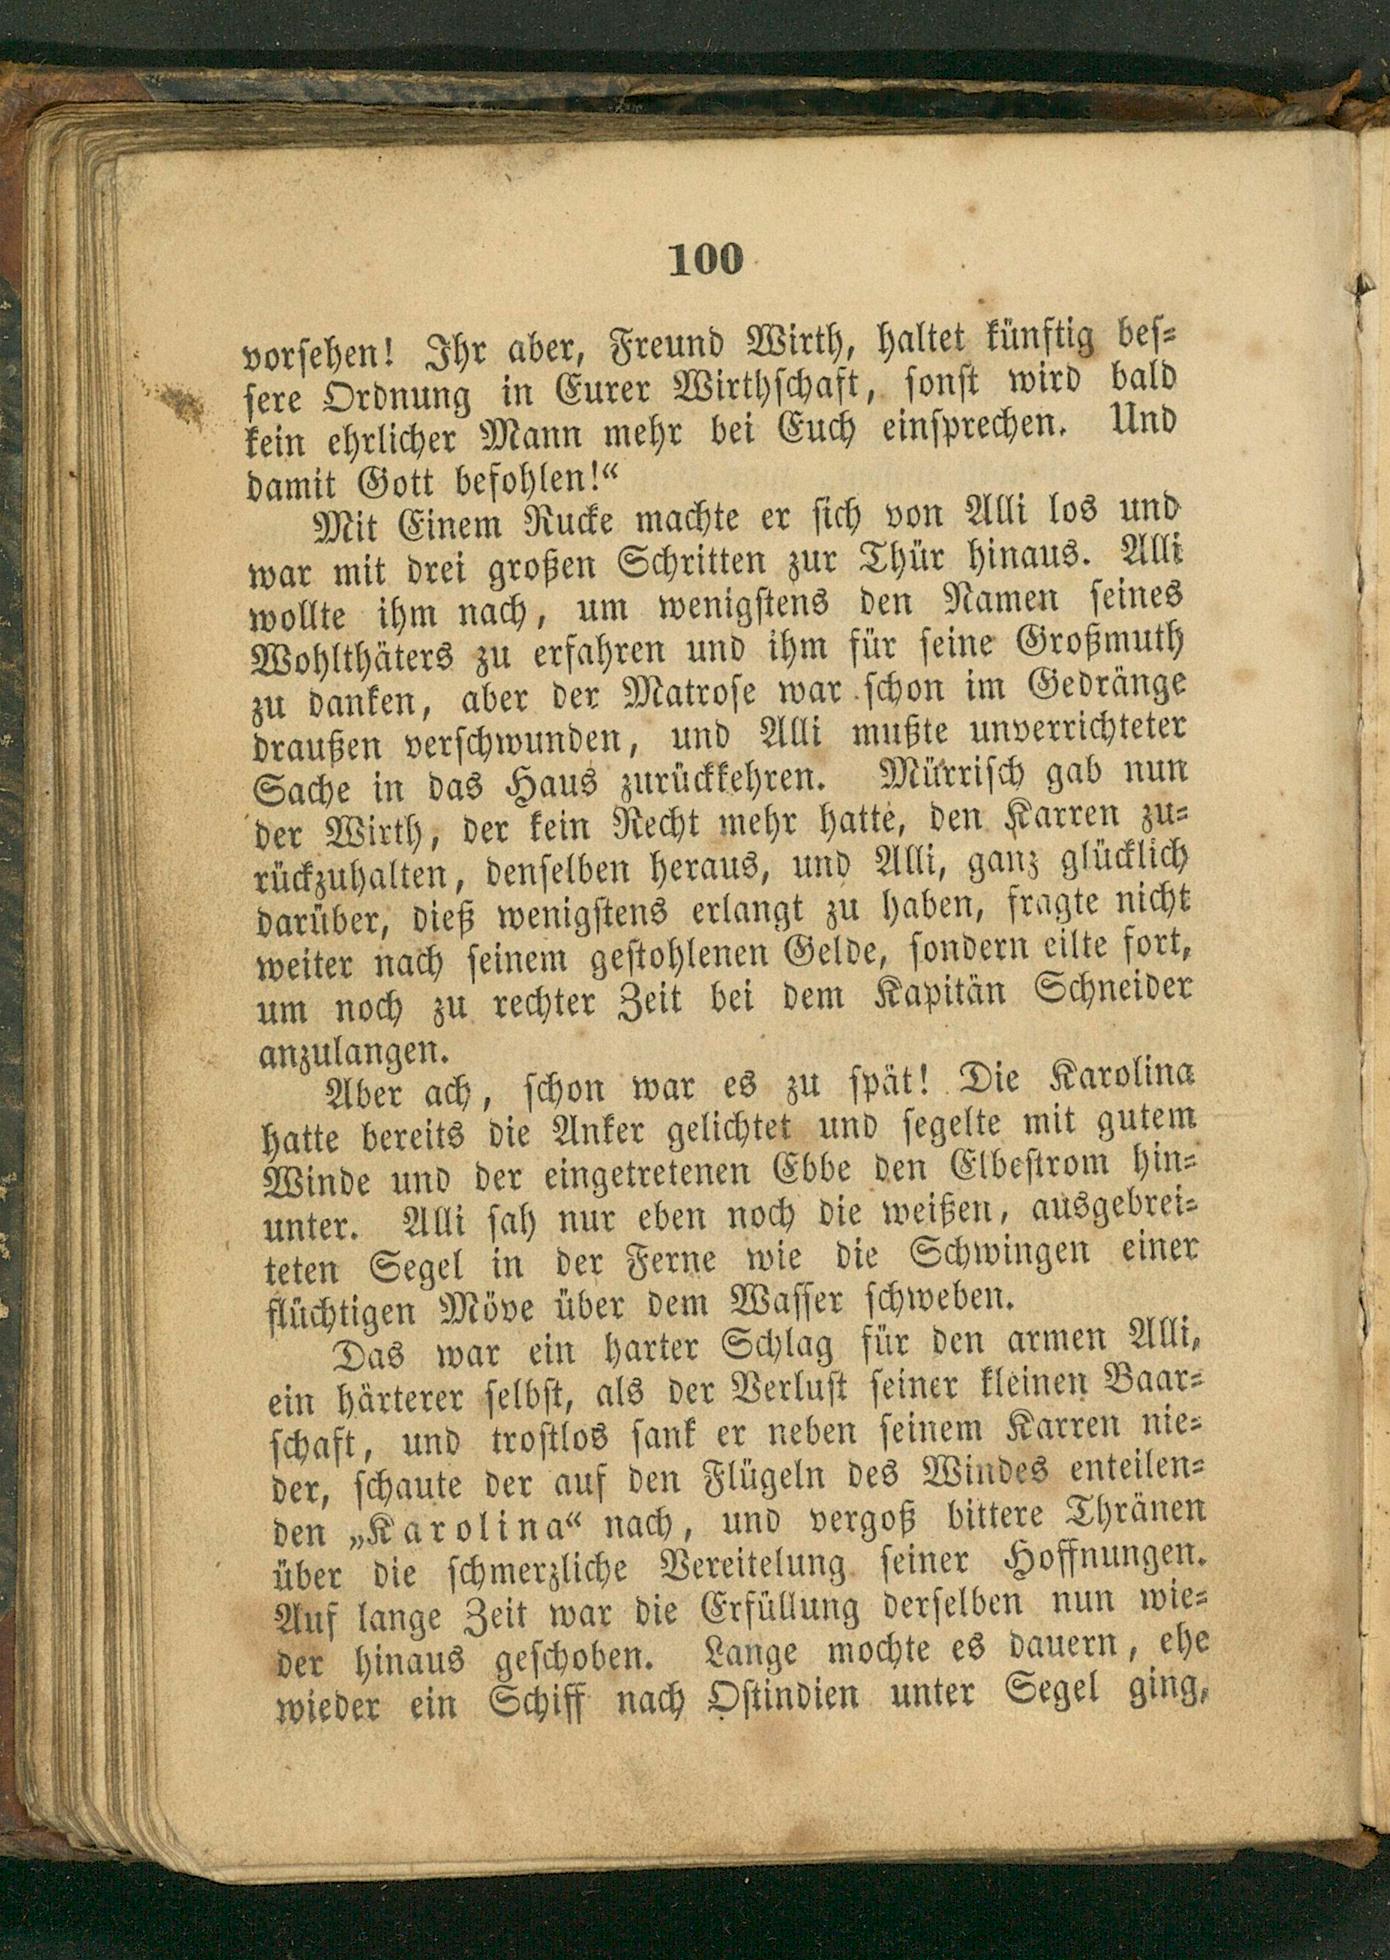 100
vorsehen! Ihr aber, Freund Wirth, haltet künftig bes-
sere Ordnung in Eurer Wirthschaft, sonst wird bald
kein ehrlicher Mann mehr bei Euch einsprechen. Und
damit Gott befohlen!“
Mit Einem Rucke machte er sich von Alli los und
war mit drei großen Schritten zur Thür hinaus. Alli
wollte ihm nach, um wenigstens den Namen seines
Wohlthäters zu erfahren und ihm für seine Großmuth
zu danken, aber der Matrose war schon im Gedränge
draußen verschwunden, und Alli mußte unverrichteter
Sache in das Haus zurückkehren. Mürrisch gab nun
der Wirth, der kein Recht mehr hatte, den Karren zu-
rückzuhalten, denselben heraus, und Alli, ganz glücklich
darüber, dieß wenigstens erlangt zu haben, fragte nicht
weiter nach seinem gestohlenen Gelde, sondern eilte fort,
um noch zu rechter Zeit bei dem Kapitän Schneider
anzulangen.
Aber ach, schon war es zu spät! Die Karolina
hatte bereits die Anker gelichtet und segelte mit gutem
Winde und der eingetretenen Ebbe den Elbestrom hin-
unter. Alli sah nur eben noch die weißen, ausgebrei-
teten Segel in der Ferne wie die Schwingen einer
flüchtigen Möve über dem Wasser schweben.
Das war ein harter Schlag für den armen Alli,
ein härterer selbst, als der Verlust seiner kleinen Baar-
schaft, und trostlos sank er neben seinem Karren nie-
der, schaute der auf den Flügeln des Windes enteilen-
den „Karolina“ nach, und vergoß bittere Thränen
über die schmerzliche Vereitelung seiner Hoffnungen.
Auf lange Zeit war die Erfüllung derselben nun wie-
der hinaus geschoben. Lange mochte es dauern, ehe
wieder ein Schiff nach Ostindien unter Segel ging,